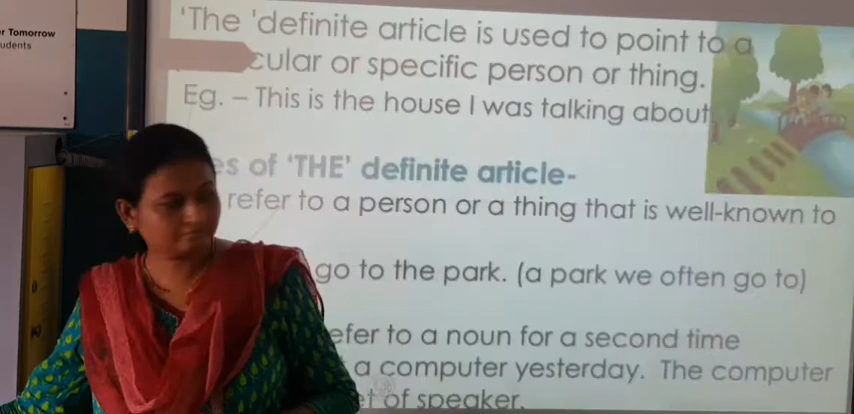 r Tomorrow
udents
'The 'definite article is used to point to a
cular or specific person or thing.
Eg. – This is the house I was talking about
es of 'THE' definite article-
refer to a person or a thing that is well-known to
go to the park. (a park we often go to)
efer to a noun for a second time
a computer yesterday. The computer
et of speaker.